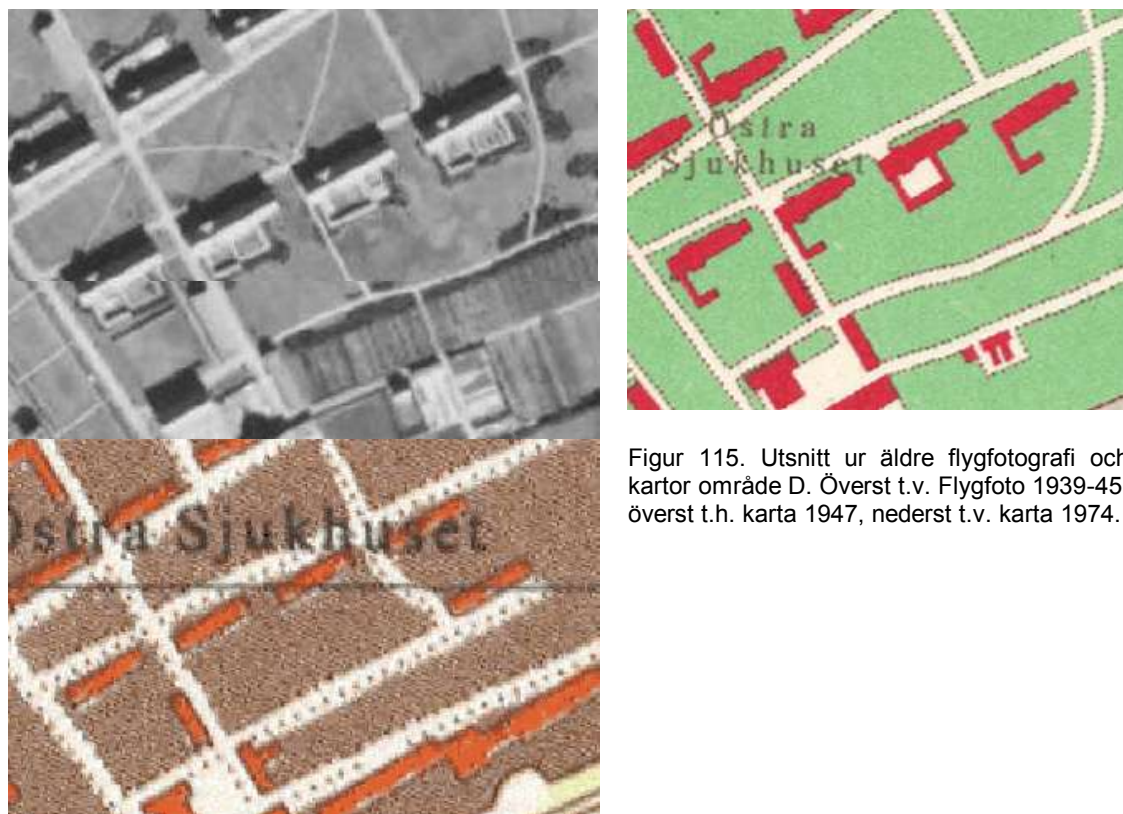 Östra
Sjukhuset
Östra Sjukhuset
Figur 115. Utsnitt ur äldre flygfotografi och
kartor område D. Överst t.v. Flygfoto 1939-45
överst t.h. karta 1947, nederst t.v. karta 1974.